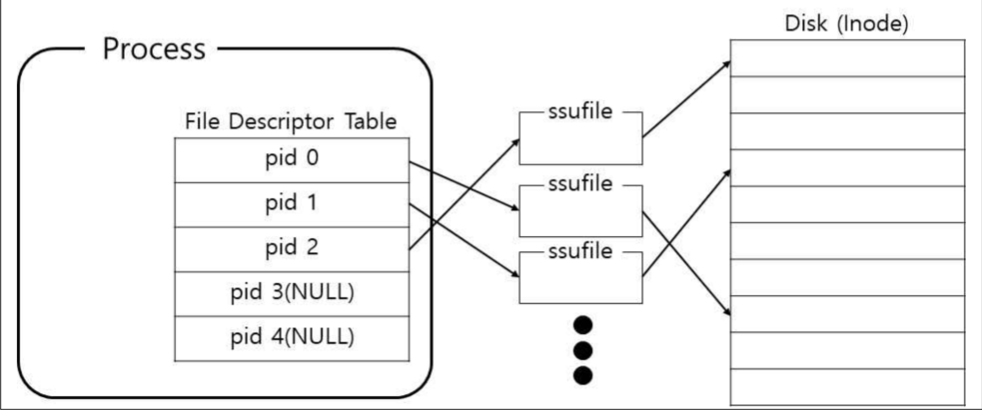 Disk (Inode)
Process
File Descriptor Table
pid 0
pid 1
pid 2
pid 3(NULL)
pid 4(NULL)
ssufile
ssufile
ssufile